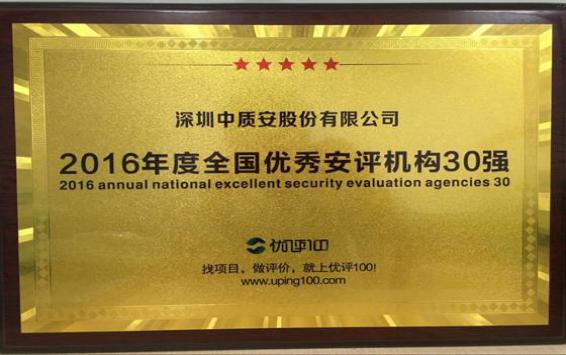 深圳中质安股份有限公司
2016年度全国优秀安评机构30强
2016 annual national excellent security evaluation agencies 30
优评100
找项目，做评价，就上优评100!
www.uping100.com